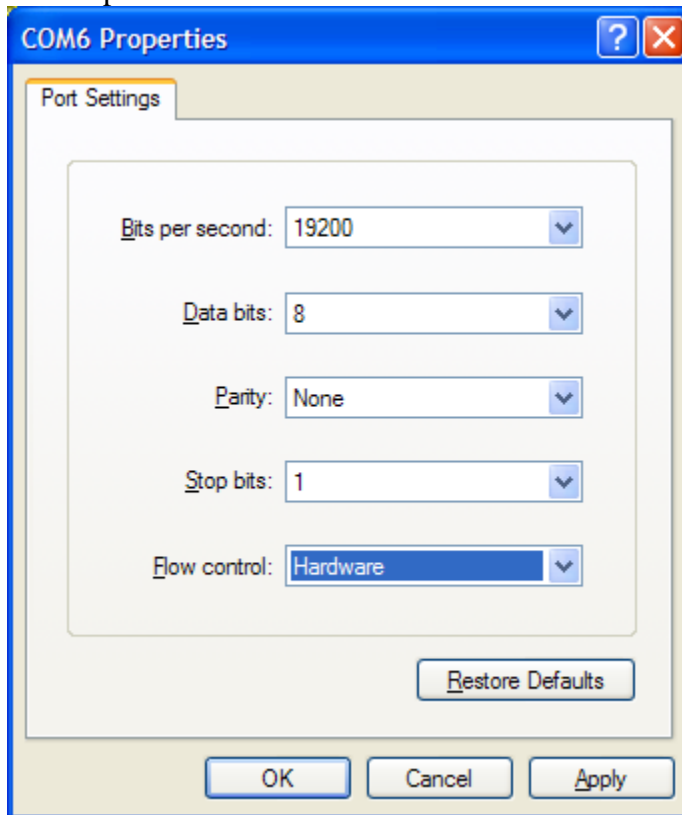 COM6 Properties
Port Settings
Bits per second: 19200
Data bits: 8
Parity: None
Stop bits: 1
Flow control: Hardware
Restore Defaults
OK Cancel Apply